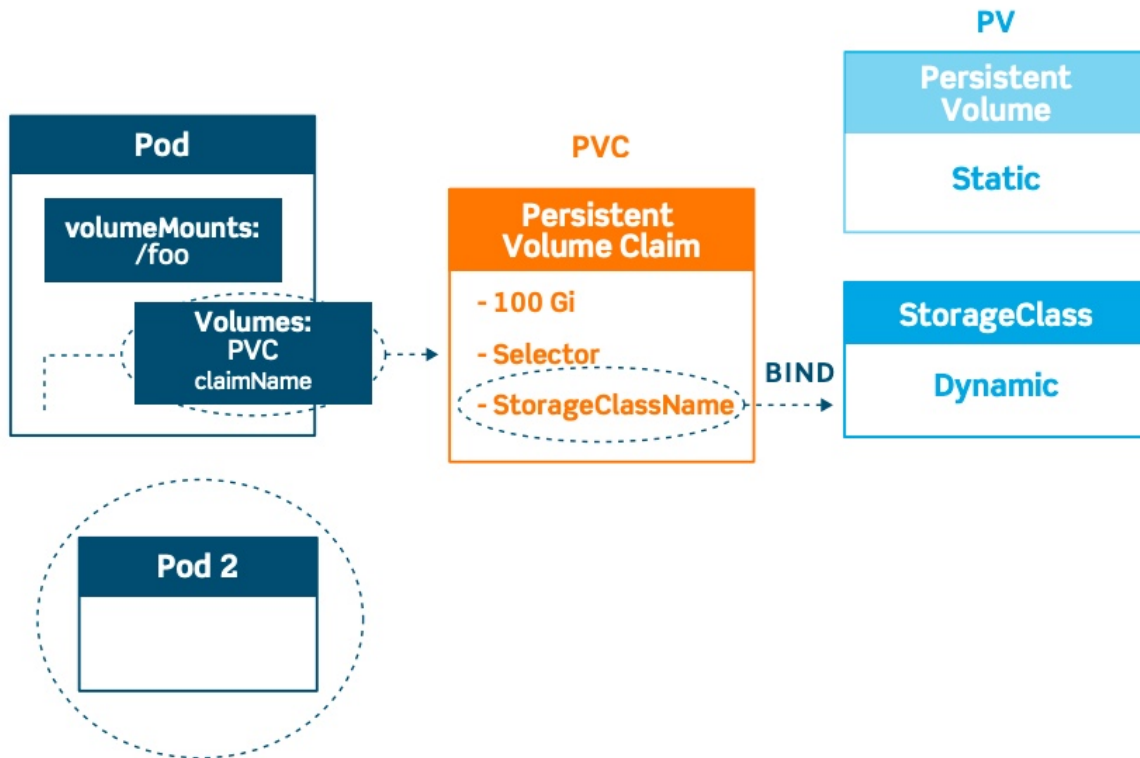 Pod
volumeMounts:
/foo
Volumes:
PVC
claimName
Pod 2
PVC
Persistent
Volume Claim
- 100 Gi
- Selector
- StorageClassName
BIND
PV
Persistent
Volume
Static
StorageClass
Dynamic